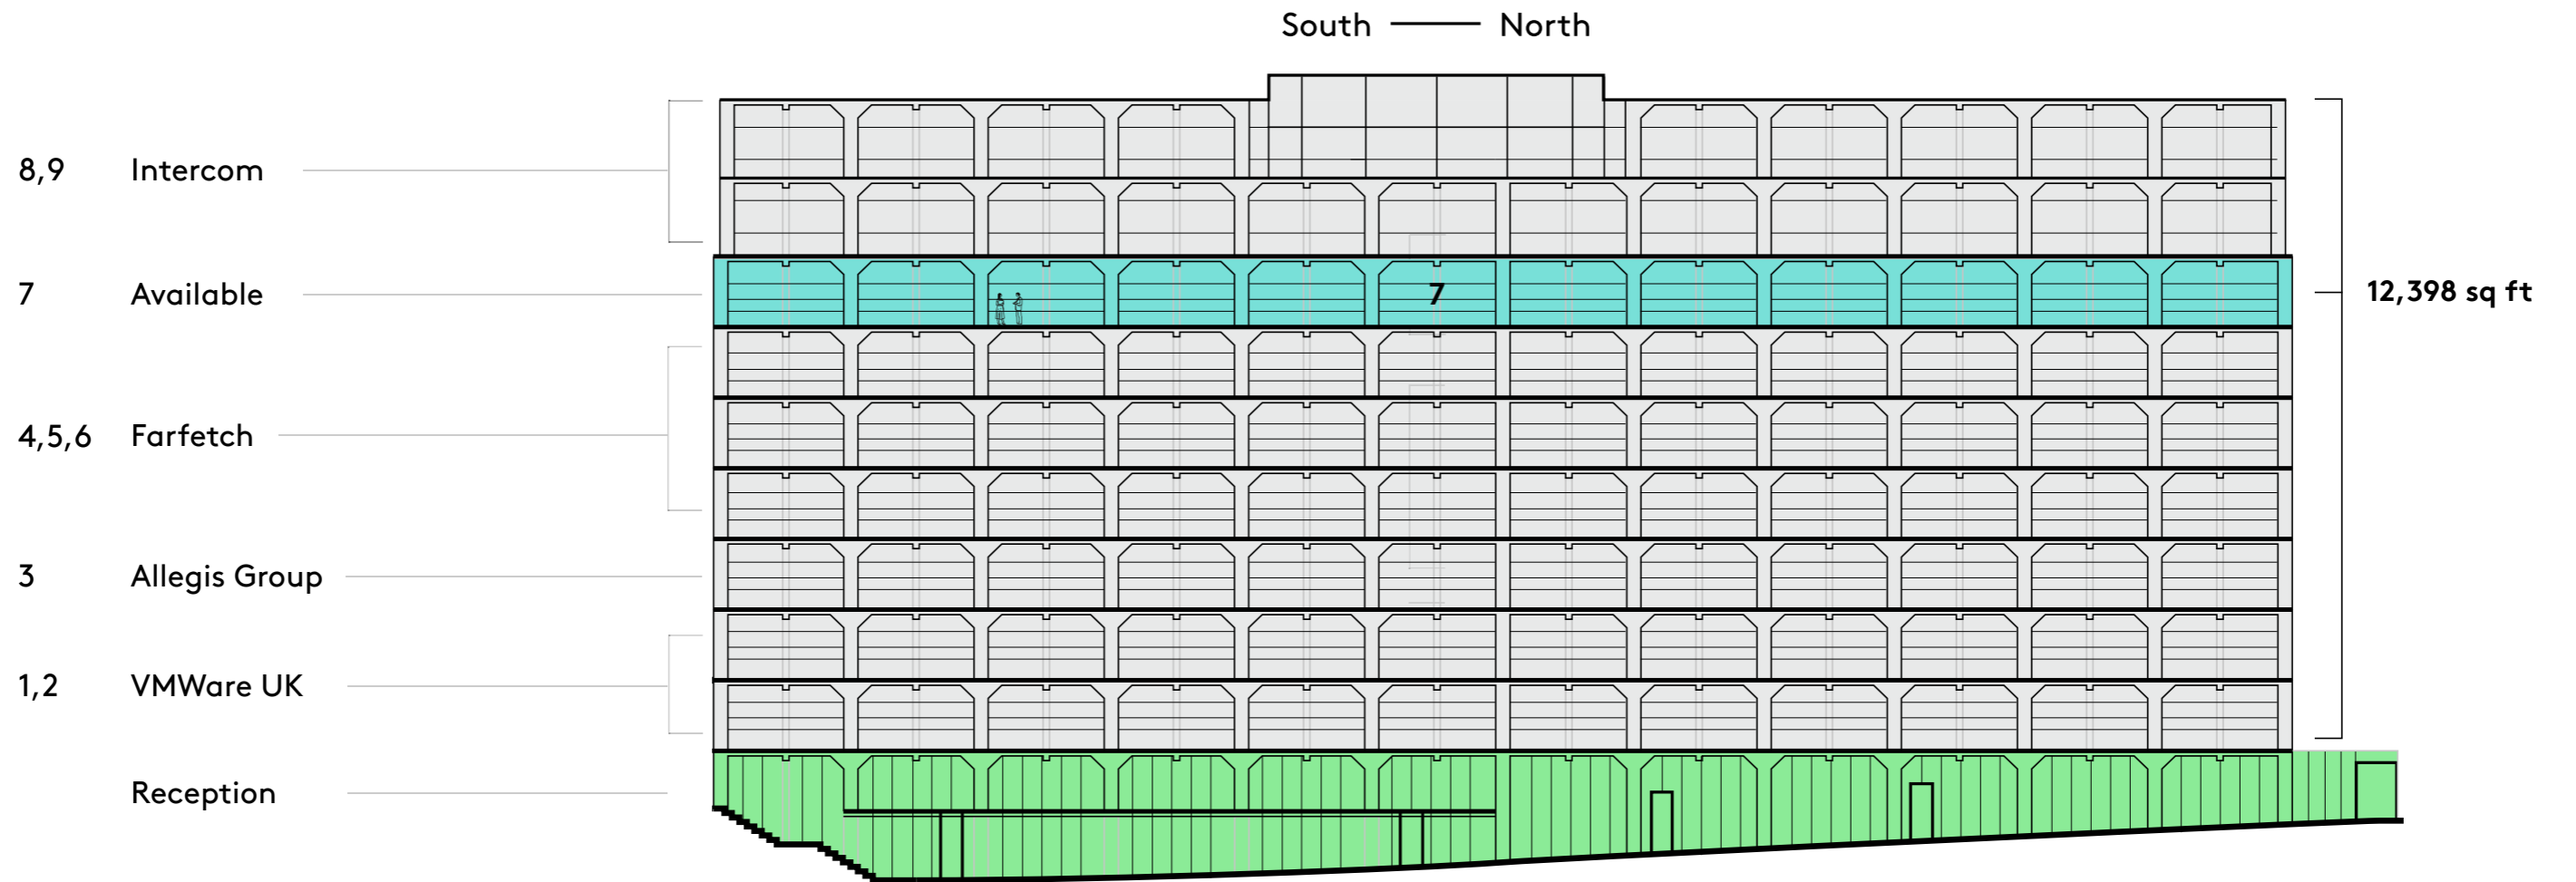 South North
8,9 Intercom
7 Available
7
12,398 sq ft
4,5,6 Farfetch
3 Allegis Group
1,2 VMWare UK
Reception